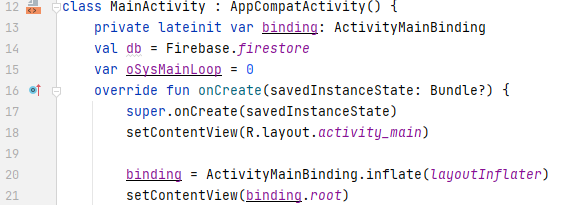 12 class MainActivity : AppCompatActivity() {
13 private lateinit var binding: ActivityMainBinding
14 val db = Firebase.firestore
15 var oSysMainLoop = 0
16 override fun onCreate(savedInstanceState: Bundle?) {
17 super.onCreate(savedInstanceState)
18 setContentView(R.layout.activity_main)
19
20 binding = ActivityMainBinding.inflate(layoutInflater)
21 setContentView(binding.root)